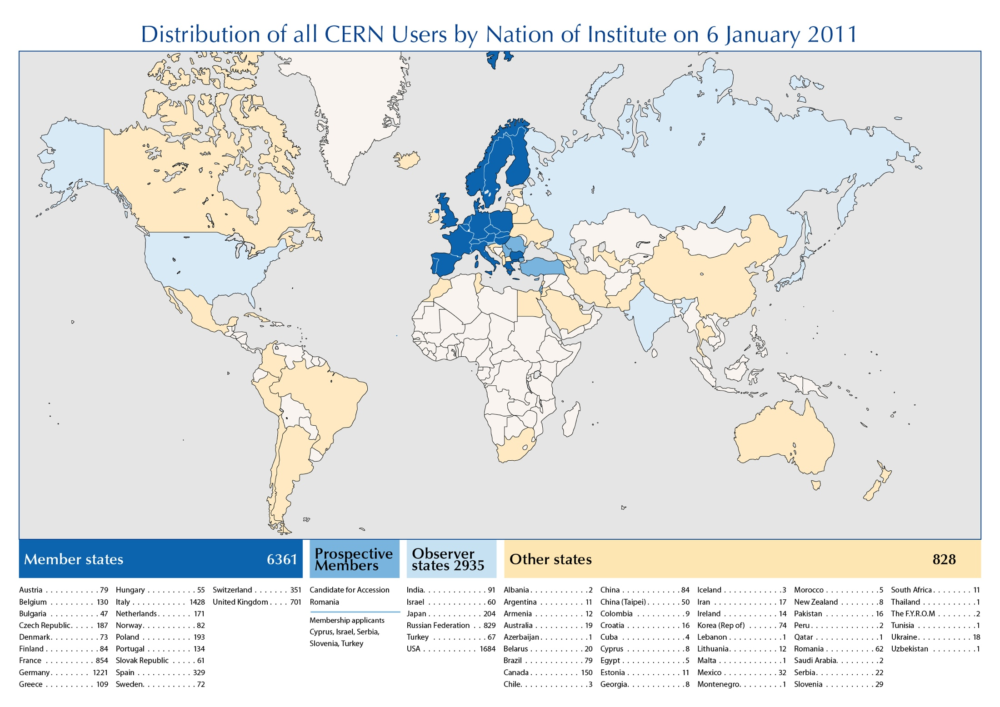 Distribution of all CERN Users by Nation of Institute on 6 January 2011
Member states 6361
Austria . . . . . . . . . . . 79
Belgium . . . . . . . . . 130
Bulgaria . . . . . . . . . . 47
Czech Republic. . . . . 187
Denmark. . . . . . . . . . 73
Finland . . . . . . . . . . . 84
France . . . . . . . . . . 854
Germany. . . . . . . . 1221
Greece . . . . . . . . . . 109
Hungary . . . . . . . . . . 55
Italy . . . . . . . . . . . . 1428
Netherlands. . . . . . . 171
Norway. . . . . . . . . . . 82
Poland . . . . . . . . . . 193
Portugal . . . . . . . . . 134
Slovak Republic . . . . . 61
Spain . . . . . . . . . . . 329
Sweden. . . . . . . . . . . 72
Switzerland . . . . . . . 351
United Kingdom . . . . 701
Prospective
Members
Candidate for Accession
Romania
Membership applicants
Cyprus, Israel, Serbia,
Slovenia, Turkey
Observer
states 2935
India. . . . . . . . . . . . . 91
Israel . . . . . . . . . . . . 60
Japan . . . . . . . . . . . 204
Russian Federation . . 829
Turkey . . . . . . . . . . . 67
USA . . . . . . . . . . . 1684
Other states 828
Albania. . . . . . . . . . . .2
Argentina . . . . . . . . . 11
Armenia . . . . . . . . . . 12
Australia . . . . . . . . . . 19
Azerbaijan. . . . . . . . . .1
Belarus . . . . . . . . . . . 20
Brazil . . . . . . . . . . . . 79
Canada . . . . . . . . . . 150
Chile. . . . . . . . . . . . . .3
China . . . . . . . . . . . . 84
China (Taipei). . . . . . . 50
Colombia . . . . . . . . . .9
Croatia . . . . . . . . . . . 16
Cuba . . . . . . . . . . . . .4
Cyprus . . . . . . . . . . . .8
Egypt . . . . . . . . . . . . .5
Estonia . . . . . . . . . . . 11
Georgia. . . . . . . . . . . .8
Iceland . . . . . . . . . . . .3
Iran . . . . . . . . . . . . . 17
Ireland . . . . . . . . . . . 14
Korea (Rep of) . . . . . . 74
Lebanon . . . . . . . . . . .1
Lithuania. . . . . . . . . . 12
Malta . . . . . . . . . . . . .1
Mexico . . . . . . . . . . . 32
Montenegro. . . . . . . . .1
Morocco . . . . . . . . . . .5
New Zealand . . . . . . . .8
Pakistan . . . . . . . . . . 16
Peru. . . . . . . . . . . . . .2
Qatar . . . . . . . . . . . . .1
Romania . . . . . . . . . . 62
Saudi Arabia. . . . . . . . .2
Serbia. . . . . . . . . . . . 22
Slovenia . . . . . . . . . . 29
South Africa . . . . . . . . 11
Thailand . . . . . . . . . . .1
The F.Y.R.O.M . . . . . . . .2
Tunisia . . . . . . . . . . . .1
Ukraine. . . . . . . . . . . 18
Uzbekistan . . . . . . . . .1